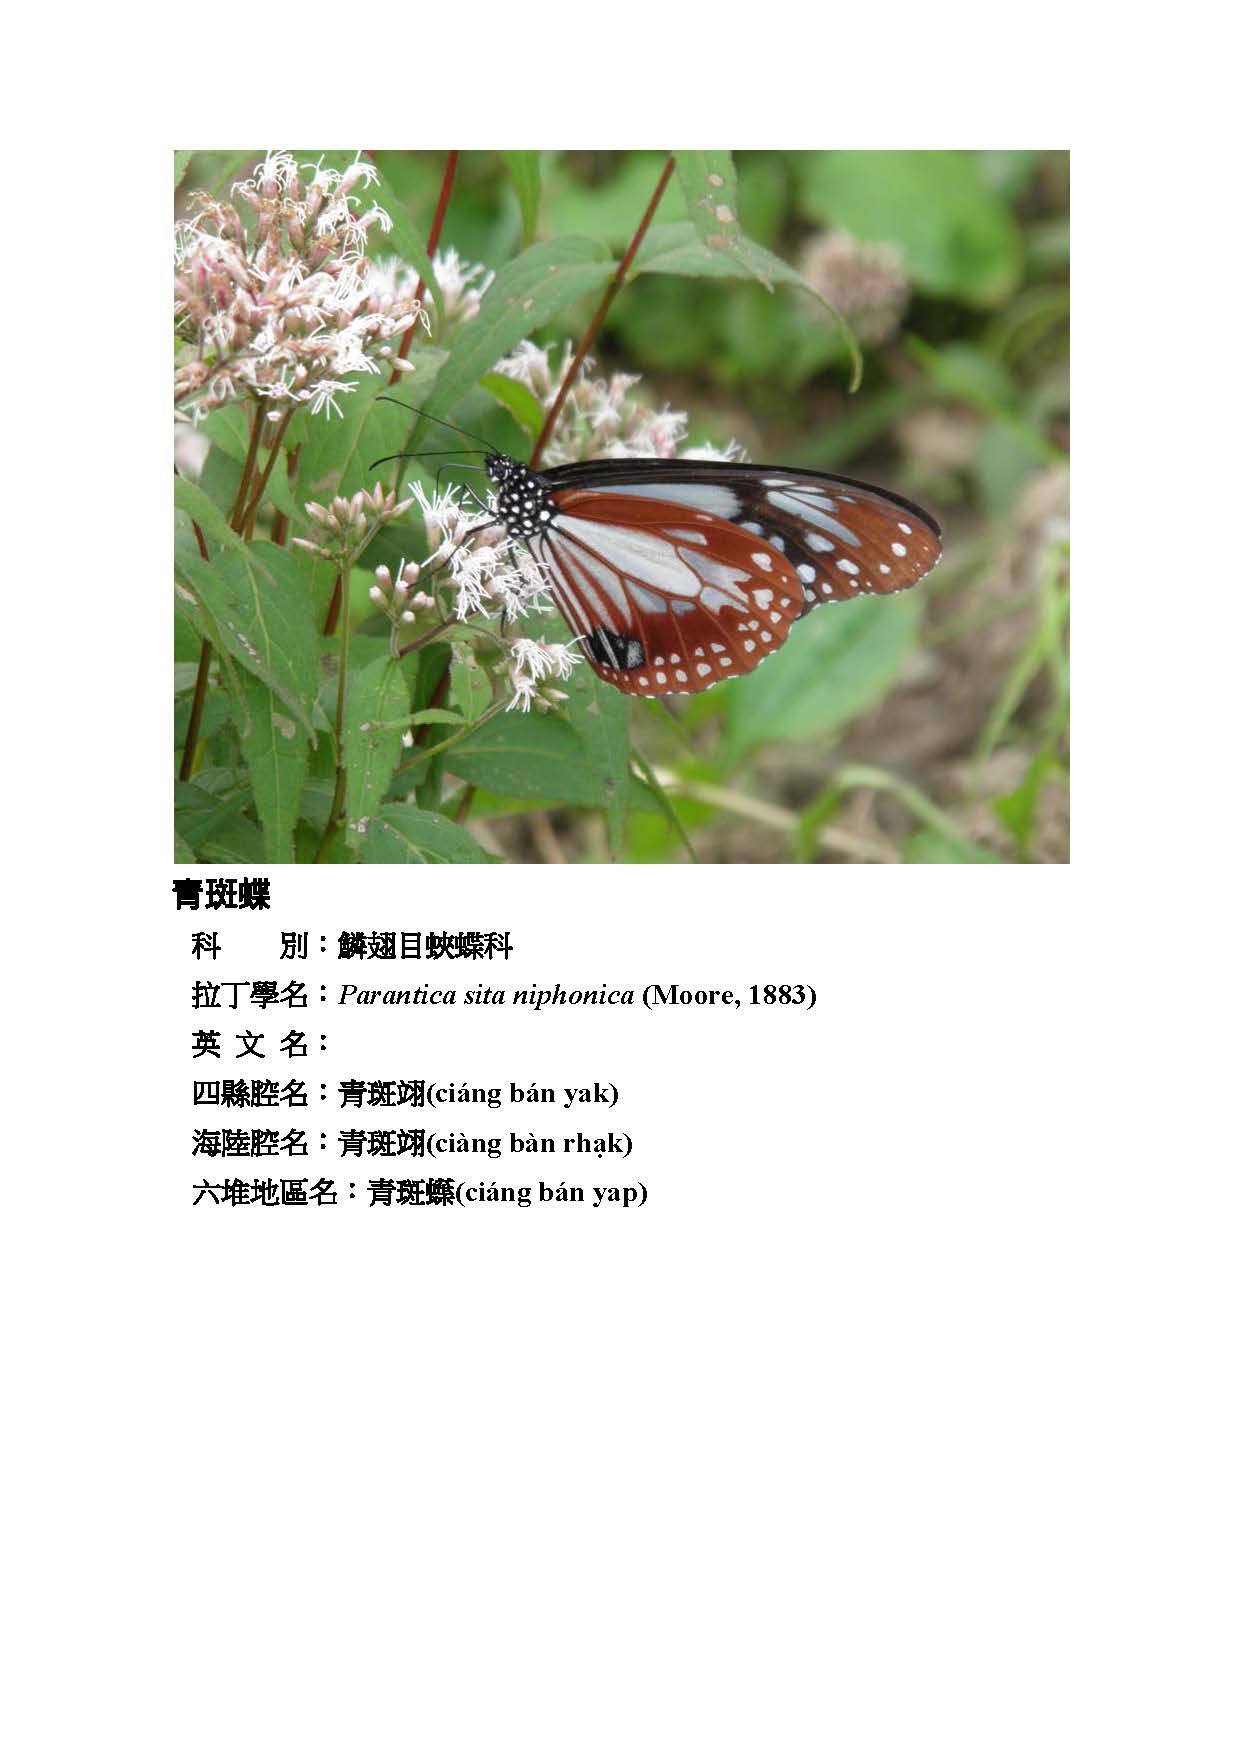 青斑蝶
科　　別：鱗翅目蛺蝶科
拉丁學名：Parantica sita niphonica (Moore, 1883)
英 文 名：
四縣腔名：青斑翊(ciáng bán yak)
海陸腔名：青斑翊(ciàng bàn rha̠k)
六堆地區名：青斑(ciáng bán yap)